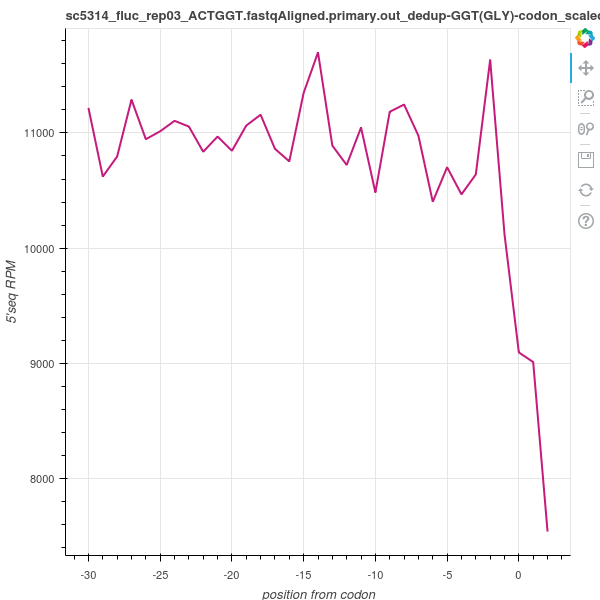 sc5314_fluc_rep03_ACTGGT.fastqAligned.primary.out_dedup-GGT(GLY)-codon_scaled
11000
10000
9000
8000
5'seq RPM
-30 -25 -20 -15 -10 -5 0
position from codon